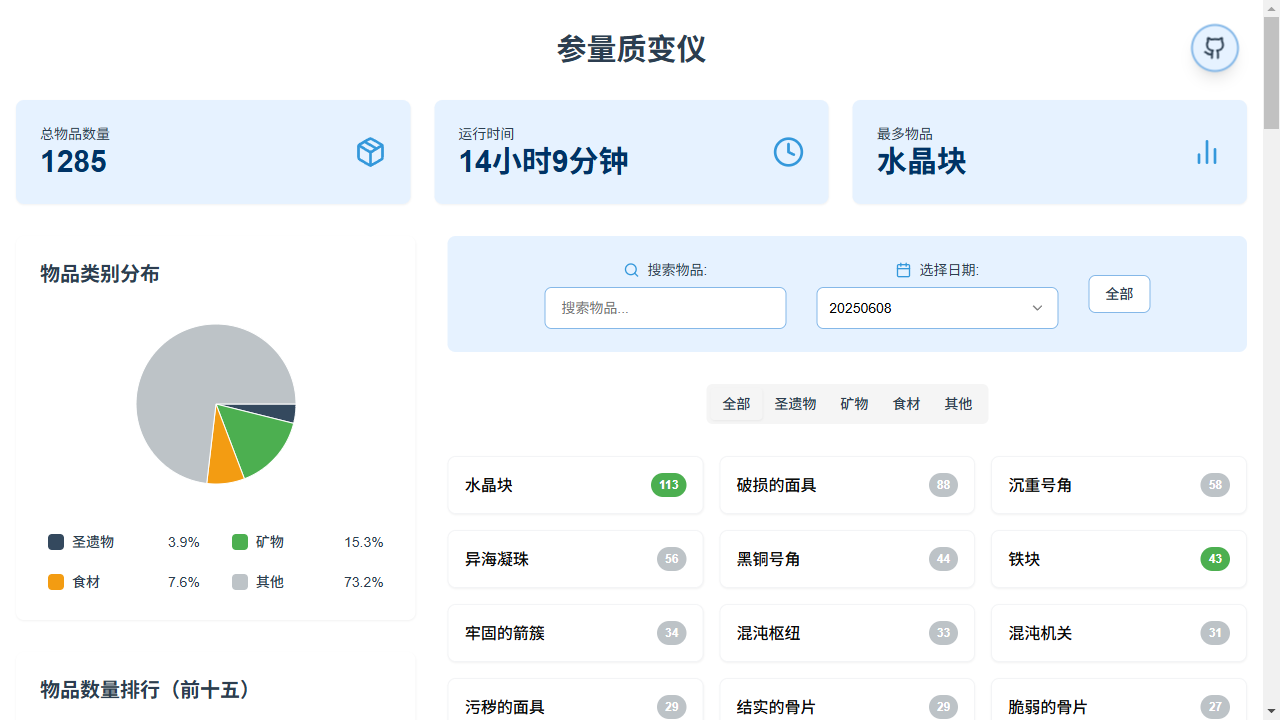 参量质变仪
总物品数量
1285
运行时间
14小时9分钟
最多物品
水晶块
物品类别分布
圣遗物 3.9%
矿物 15.3%
食材 7.6%
其他 73.2%
物品数量排行（前十五）
搜索物品:
搜索物品...
选择日期:
20250608
全部
全部 圣遗物 矿物 食材 其他
水晶块 113
破损的面具 88
沉重号角 58
异海凝珠 56
黑铜号角 44
铁块 43
牢固的箭簇 34
混沌枢纽 33
混沌机关 31
污秽的面具 29
结实的骨片 29
脆弱的骨片 27